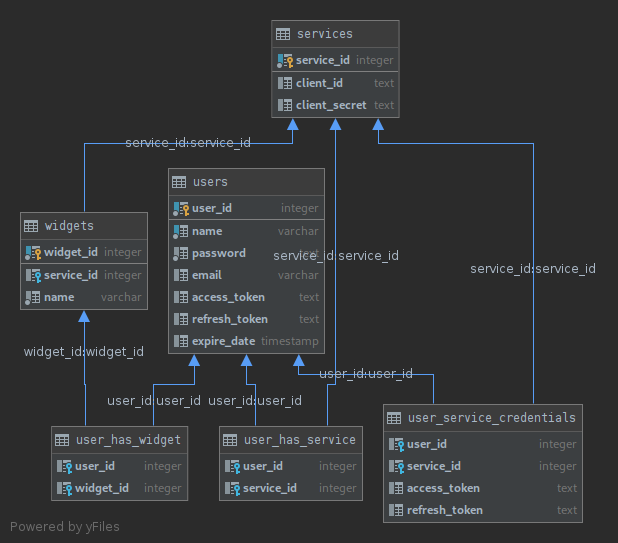 services
service_id integer
client_id text
client_secret text
service_id:service_id
users
user_id integer
name varchar
password text
email varchar
access_token text
refresh_token text
expire_date timestamp
service_id:service_id
service_id:service_id
widgets
widget_id integer
service_id integer
name varchar
widget_id:widget_id
user_id:user_id
user_id:user_id
user_id:user_id
user_has_widget
user_id integer
widget_id integer
user_has_service
user_id integer
service_id integer
user_service_credentials
user_id integer
service_id integer
access_token text
refresh_token text
Powered by yFiles